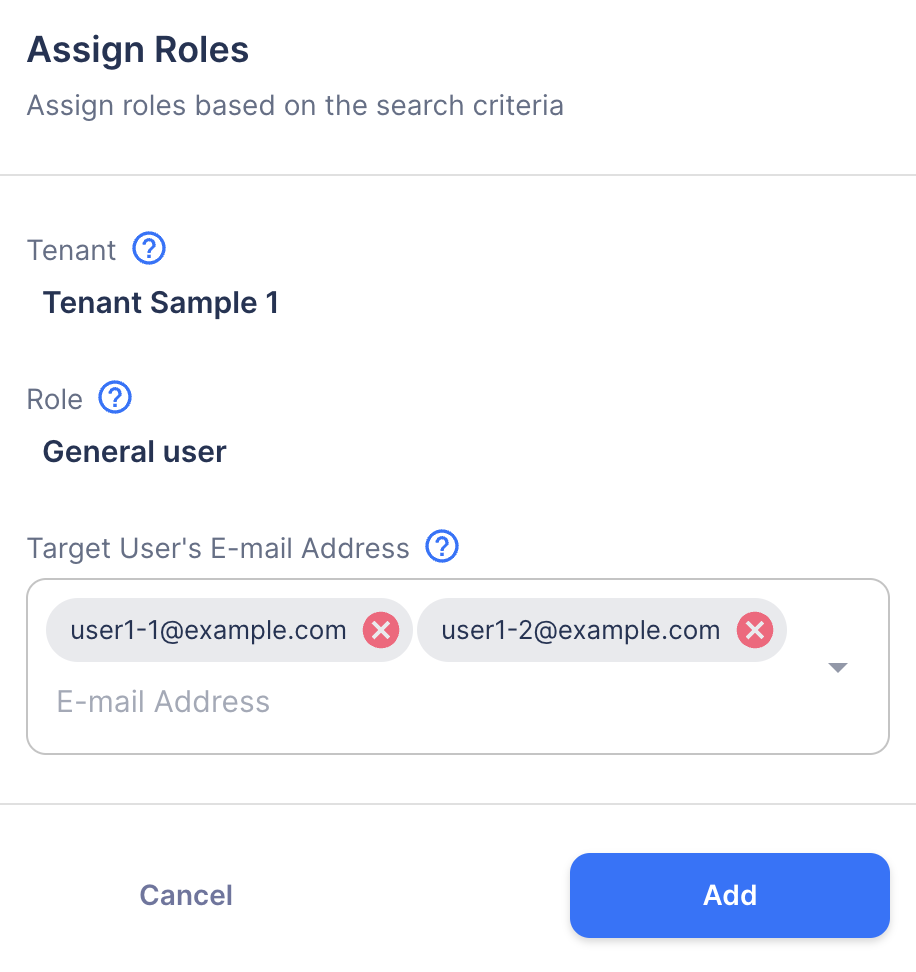 Assign Roles
Assign roles based on the search criteria
Tenant ?
Tenant Sample 1
Role ?
General user
Target User's E-mail Address ?
user1-1@example.com user1-2@example.com
E-mail Address
Cancel Add